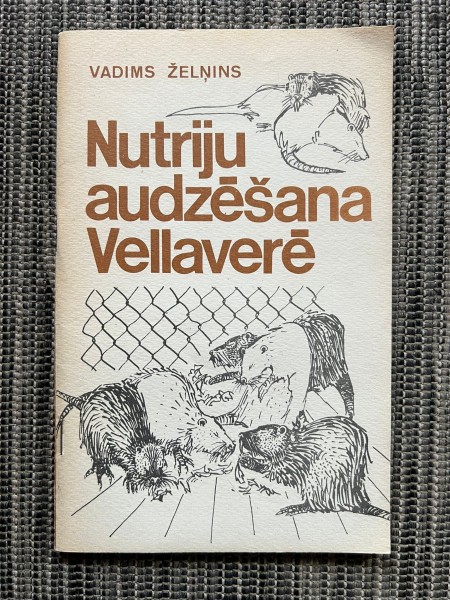 VADIMS ŽELŅINS
Nutriju
audzēšana
Vellaverē